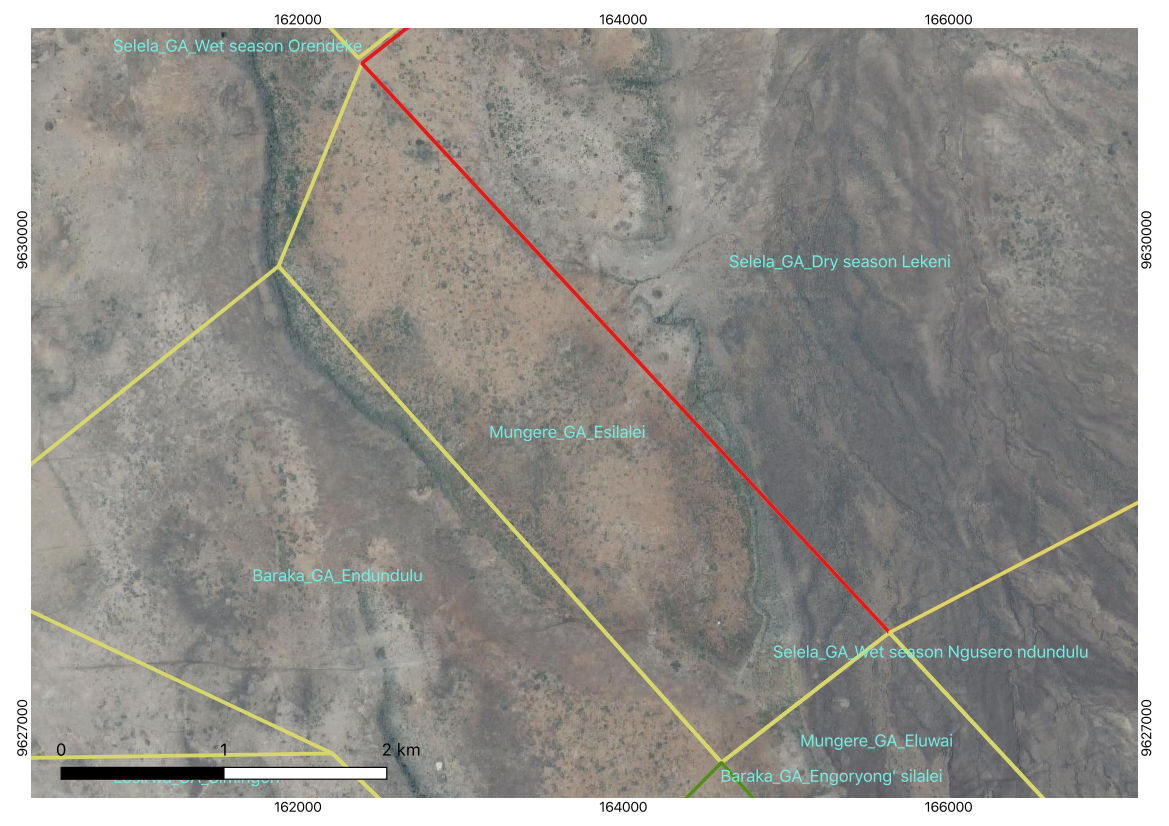 162000 164000 166000
Selela_GA_Wet season Orendeke
9630000
9630000
Selela_GA_Dry season Lekeni
Mungere_GA_Esilalei
Baraka_GA_Endundulu
Selela_GA_Wet season Ngusero ndundulu
9627000
9627000
Mungere_GA_Eluwai
0 1 2 km
Baraka_GA_Engoryong' silalei
162000 164000 166000